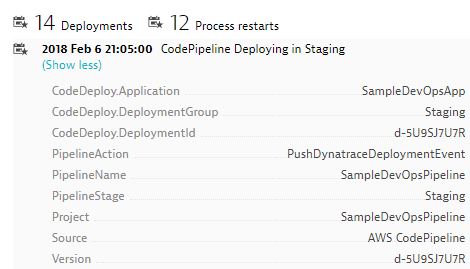 14 Deployments 12 Process restarts
2018 Feb 6 21:05:00 CodePipeline Deploying in Staging
(Show less)
CodeDeploy.Application SampleDevOpsApp
CodeDeploy.DeploymentGroup Staging
CodeDeploy.DeploymentId d-5U9SJ7U7R
PipelineAction PushDynatraceDeploymentEvent
PipelineName SampleDevOpsPipeline
PipelineStage Staging
Project SampleDevOpsPipeline
Source AWS CodePipeline
Version d-5U9SJ7U7R